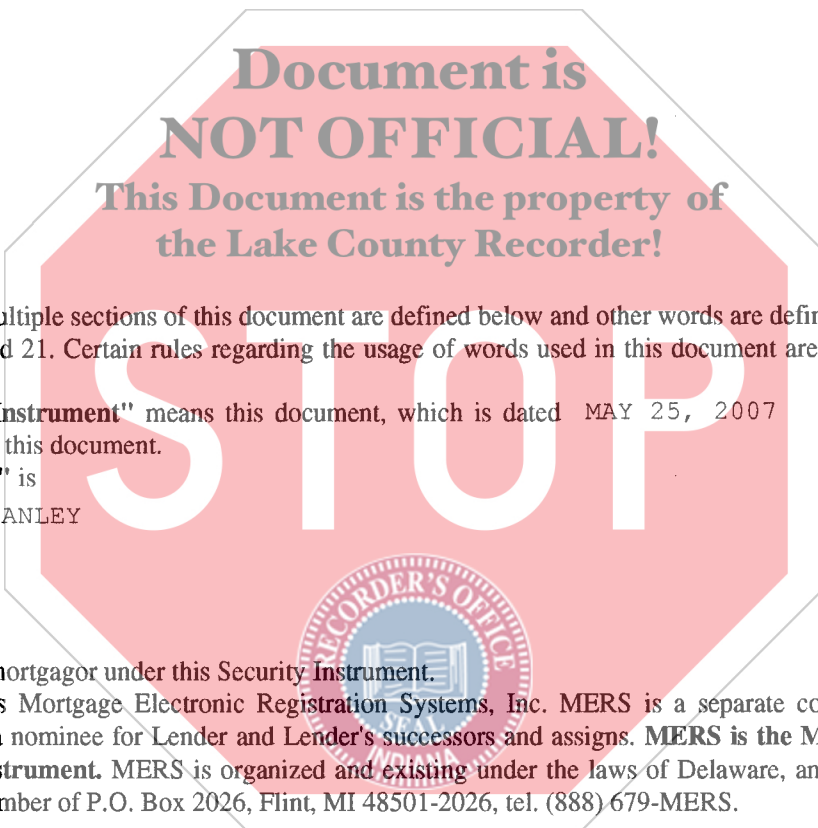 Document is
NOT OFFICIAL!
This Document is the property of
the Lake County Recorder!
ultiple sections of this document are defined below and other words are defin
d 21. Certain rules regarding the usage of words used in this document are
Instrument" means this document, which is dated MAY 25, 2007
this document.
" is
ANLEY
STOP
RECORDER'S OFFICE
SEAL
INDIANA
mortgagor under this Security Instrument.
s Mortgage Electronic Registration Systems, Inc. MERS is a separate co
nominee for Lender and Lender's successors and assigns. MERS is the M
strument. MERS is organized and existing under the laws of Delaware, an
mber of P.O. Box 2026, Flint, MI 48501-2026, tel. (888) 679-MERS.